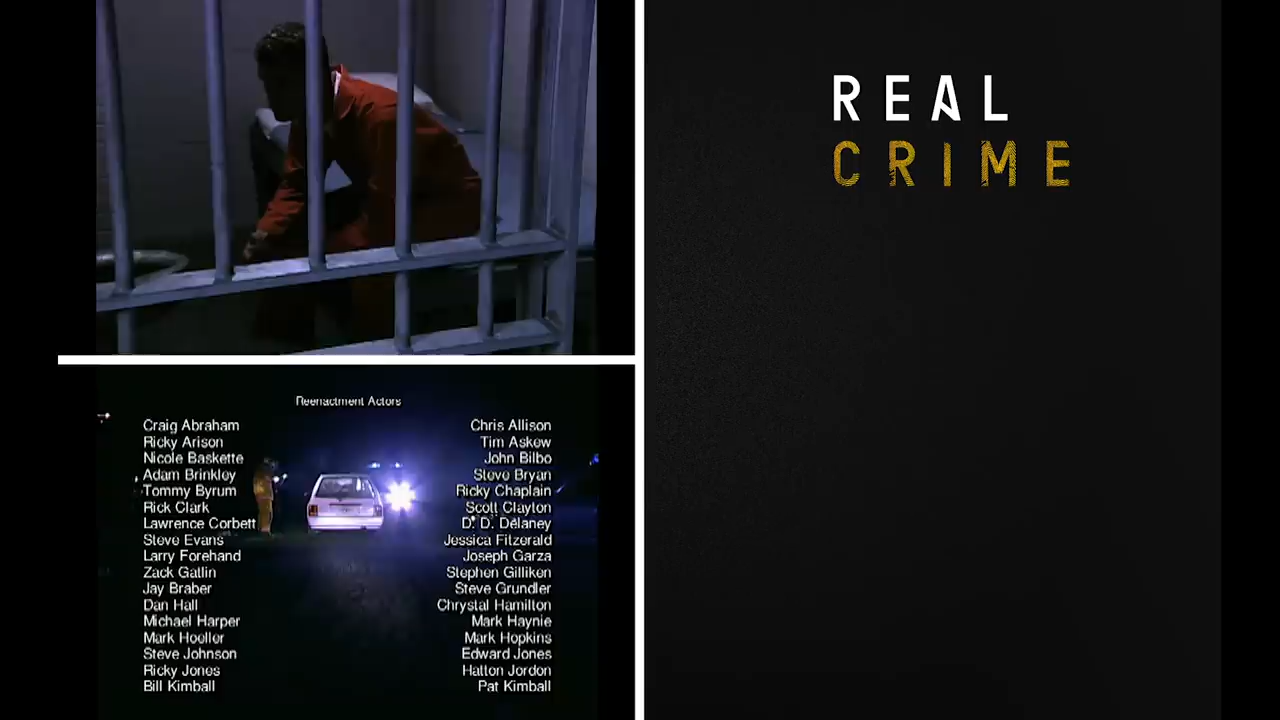 REAL
CRIME
Reenactment Actors
Craig Abraham Chris Allison
Ricky Arison Tim Askew
Nicole Baskette John Bilbo
Adam Brinkley Steve Bryan
Tommy Byrum Ricky Chaplain
Rick Clark Scott Clayton
Lawrence Corbett D. D. Delaney
Steve Evans Jessica Fitzerald
Larry Forehand Joseph Garza
Zack Gatlin Stephen Gilliken
Jay Braber Steve Grundler
Dan Hall Chrystal Hamilton
Michael Harper Mark Haynie
Mark Hoeller Mark Hopkins
Steve Johnson Edward Jones
Ricky Jones Hatton Jordon
Bill Kimball Pat Kimball